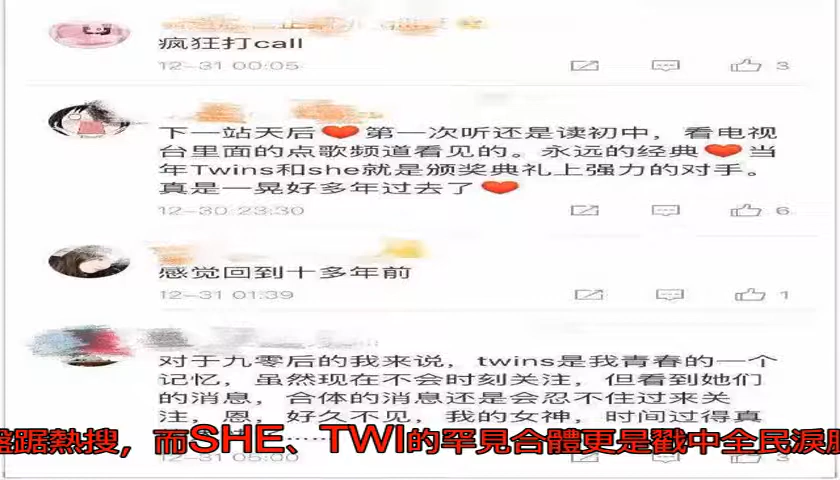 疯狂打call
12-31 00:05
3
下一站天后❤第一次听还是读初中，看电视
台里面的点歌频道看见的。永远的经典❤当
年Twins和she就是颁奖典礼上强力的对手。
真是一晃好多年过去了❤
12-30 23:30
6
感觉回到十多年前
12-31 01:39
1
对于九零后的我来说，twins是我青春的一个
记忆，虽然现在不会时刻关注，但看到她们
的消息，合体的消息还是会忍不住过来关
注，恩，好久不见，我的女神，时间过得真
踞熱搜，而SHE、TWI的罕見合體更是戳中全民淚
05:00
3